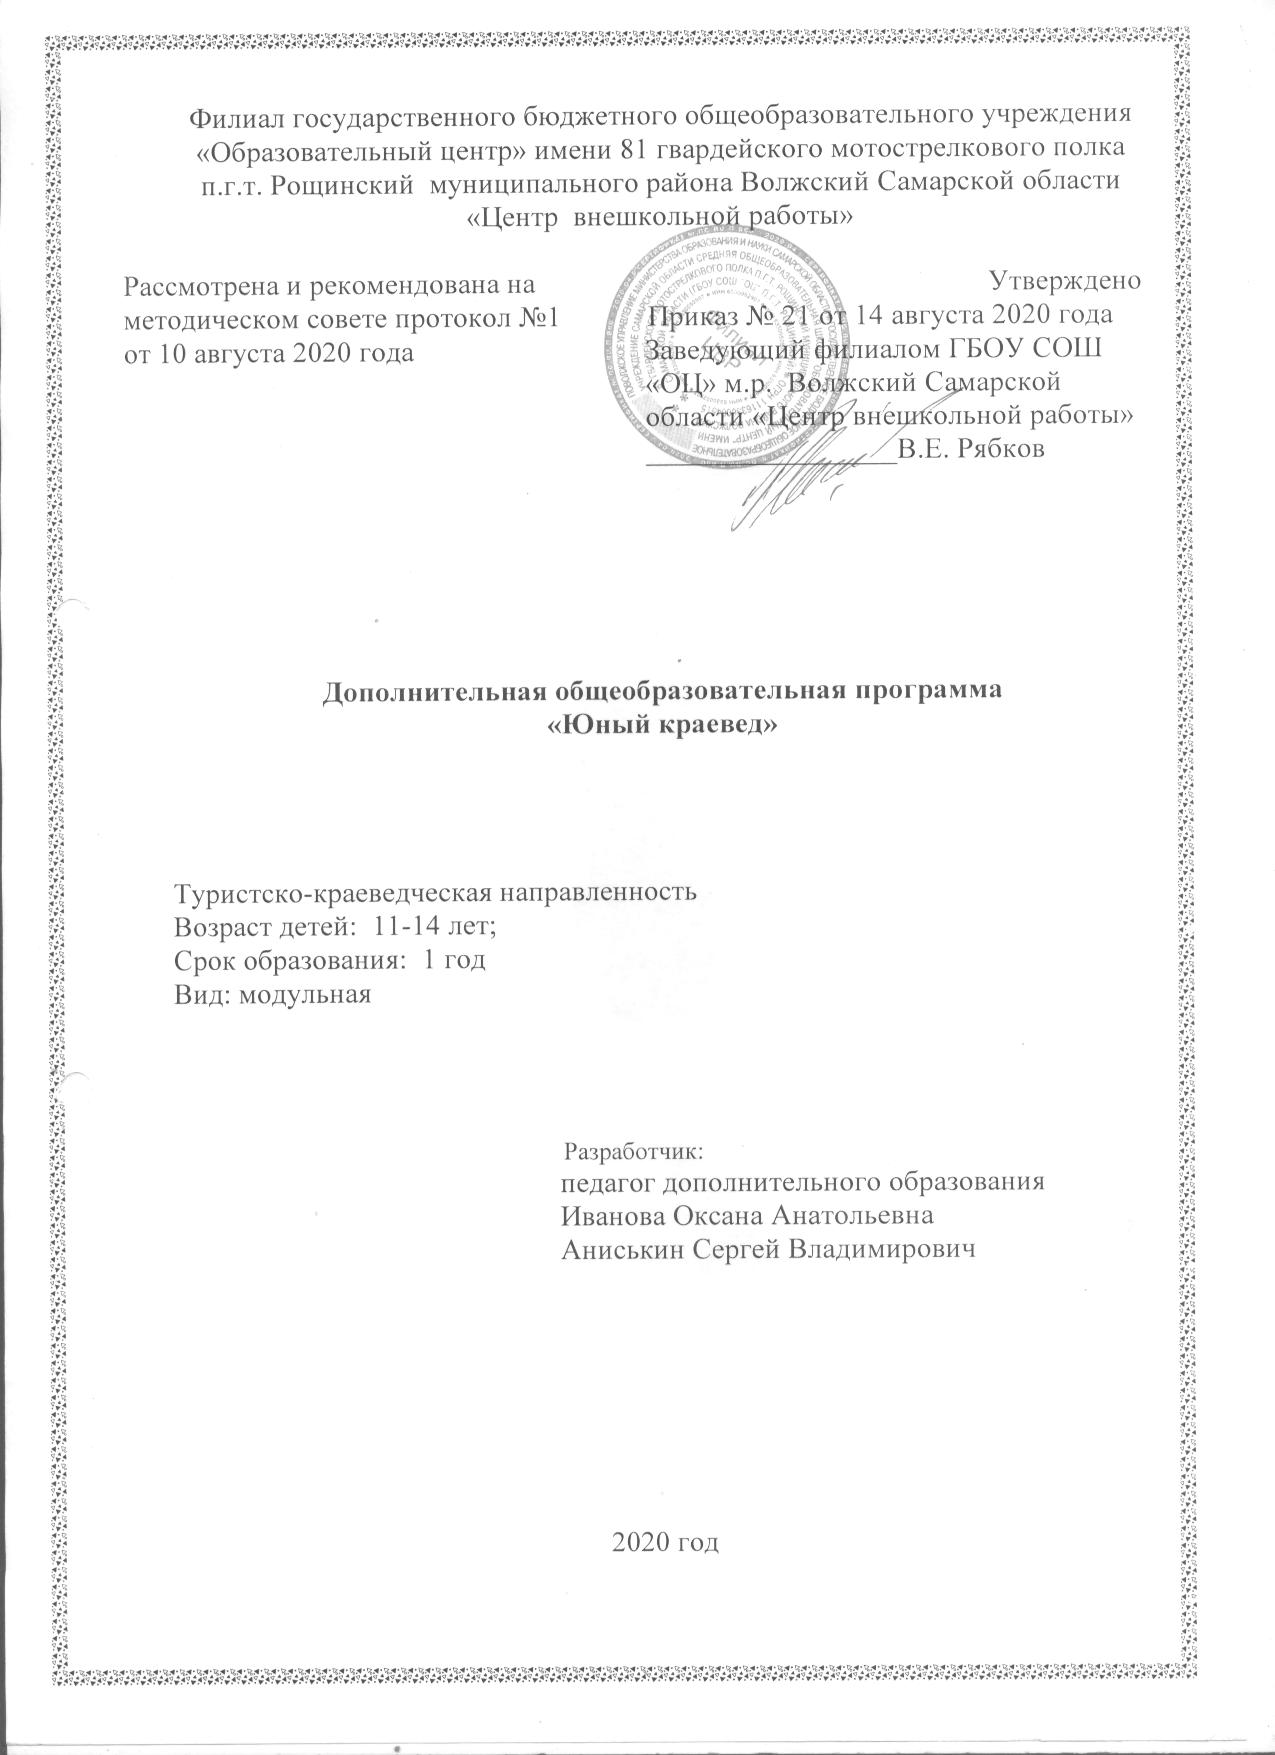 Филиал государственного бюджетного общеобразовательного учреждения
«Образовательный центр» имени 81 гвардейского мотострелкового полка
п.г.т. Рощинский муниципального района Волжский Самарской области
«Центр внешкольной работы»
Рассмотрена и рекомендована на
методическом совете протокол №1
от 10 августа 2020 года
Утверждено
Приказ № 21 от 14 августа 2020 года
Заведующий филиалом ГБОУ СОШ
«ОЦ» м.р. Волжский Самарской
области «Центр внешкольной работы»
В.Е. Рябков
Дополнительная общеобразовательная программа
«Юный краевед»
Туристско-краеведческая направленность
Возраст детей: 11-14 лет;
Срок образования: 1 год
Вид: модульная
Разработчик:
педагог дополнительного образования
Иванова Оксана Анатольевна
Аниськин Сергей Владимирович
2020 год